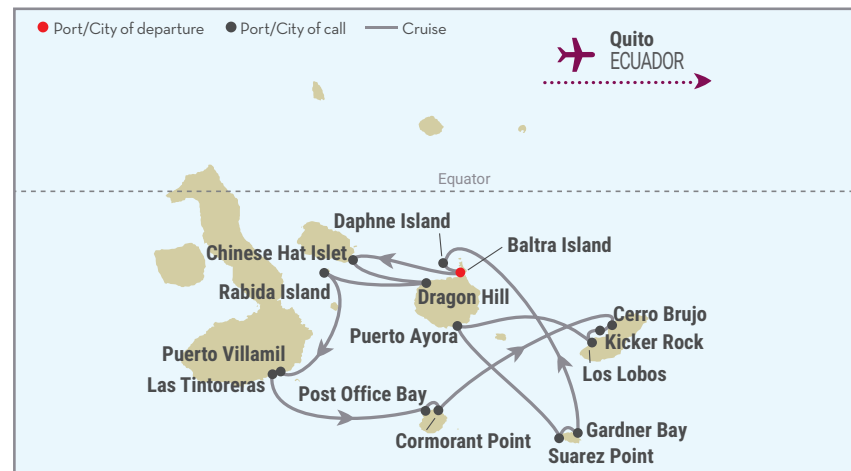 Port/City of departure
Port/City of call
Cruise
Quito
ECUADOR
Equator
Daphne Island
Baltra Island
Chinese Hat Islet
Rabida Island
Dragon Hill
Cerro Brujo
Puerto Ayora
Kicker Rock
Puerto Villamil
Los Lobos
Las Tintoreras
Post Office Bay
Cormorant Point
Gardner Bay
Suarez Point